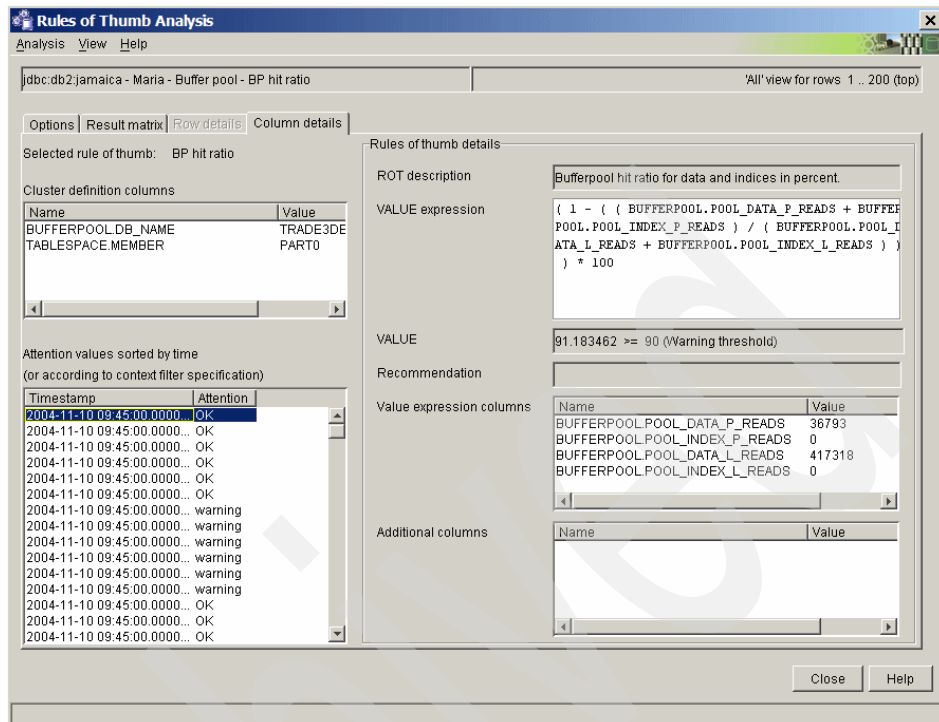 Rules of Thumb Analysis
Analysis View Help
jdbc:db2:jamaica - Maria - Buffer pool - BP hit ratio
'All' view for rows 1 .. 200 (top)
Options Result matrix Row details Column details
Selected rule of thumb: BP hit ratio
Cluster definition columns
Name Value
BUFFERPOOL.DB_NAME TRADE3DE
TABLESPACE.MEMBER PART0
Attention values sorted by time
(or according to context filter specification)
Timestamp Attention
2004-11-10 09:45:00.0000... OK
2004-11-10 09:45:00.0000... OK
2004-11-10 09:45:00.0000... OK
2004-11-10 09:45:00.0000... OK
2004-11-10 09:45:00.0000... OK
2004-11-10 09:45:00.0000... OK
2004-11-10 09:45:00.0000... warning
2004-11-10 09:45:00.0000... warning
2004-11-10 09:45:00.0000... warning
2004-11-10 09:45:00.0000... warning
2004-11-10 09:45:00.0000... warning
2004-11-10 09:45:00.0000... warning
2004-11-10 09:45:00.0000... OK
2004-11-10 09:45:00.0000... OK
2004-11-10 09:45:00.0000... OK
Rules of thumb details
ROT description
Bufferpool hit ratio for data and indices in percent.
VALUE expression
( 1 - ( ( BUFFERPOOL.POOL_DATA_P_READS + BUFFER
POOL.POOL_INDEX_P_READS ) / ( BUFFERPOOL.POOL_D
ATA_L_READS + BUFFERPOOL.POOL_INDEX_L_READS ) )
) * 100
VALUE
91.183462 >= 90 (Warning threshold)
Recommendation
Value expression columns
Name Value
BUFFERPOOL.POOL_DATA_P_READS 36793
BUFFERPOOL.POOL_INDEX_P_READS 0
BUFFERPOOL.POOL_DATA_L_READS 417318
BUFFERPOOL.POOL_INDEX_L_READS 0
Additional columns
Name Value
Close Help